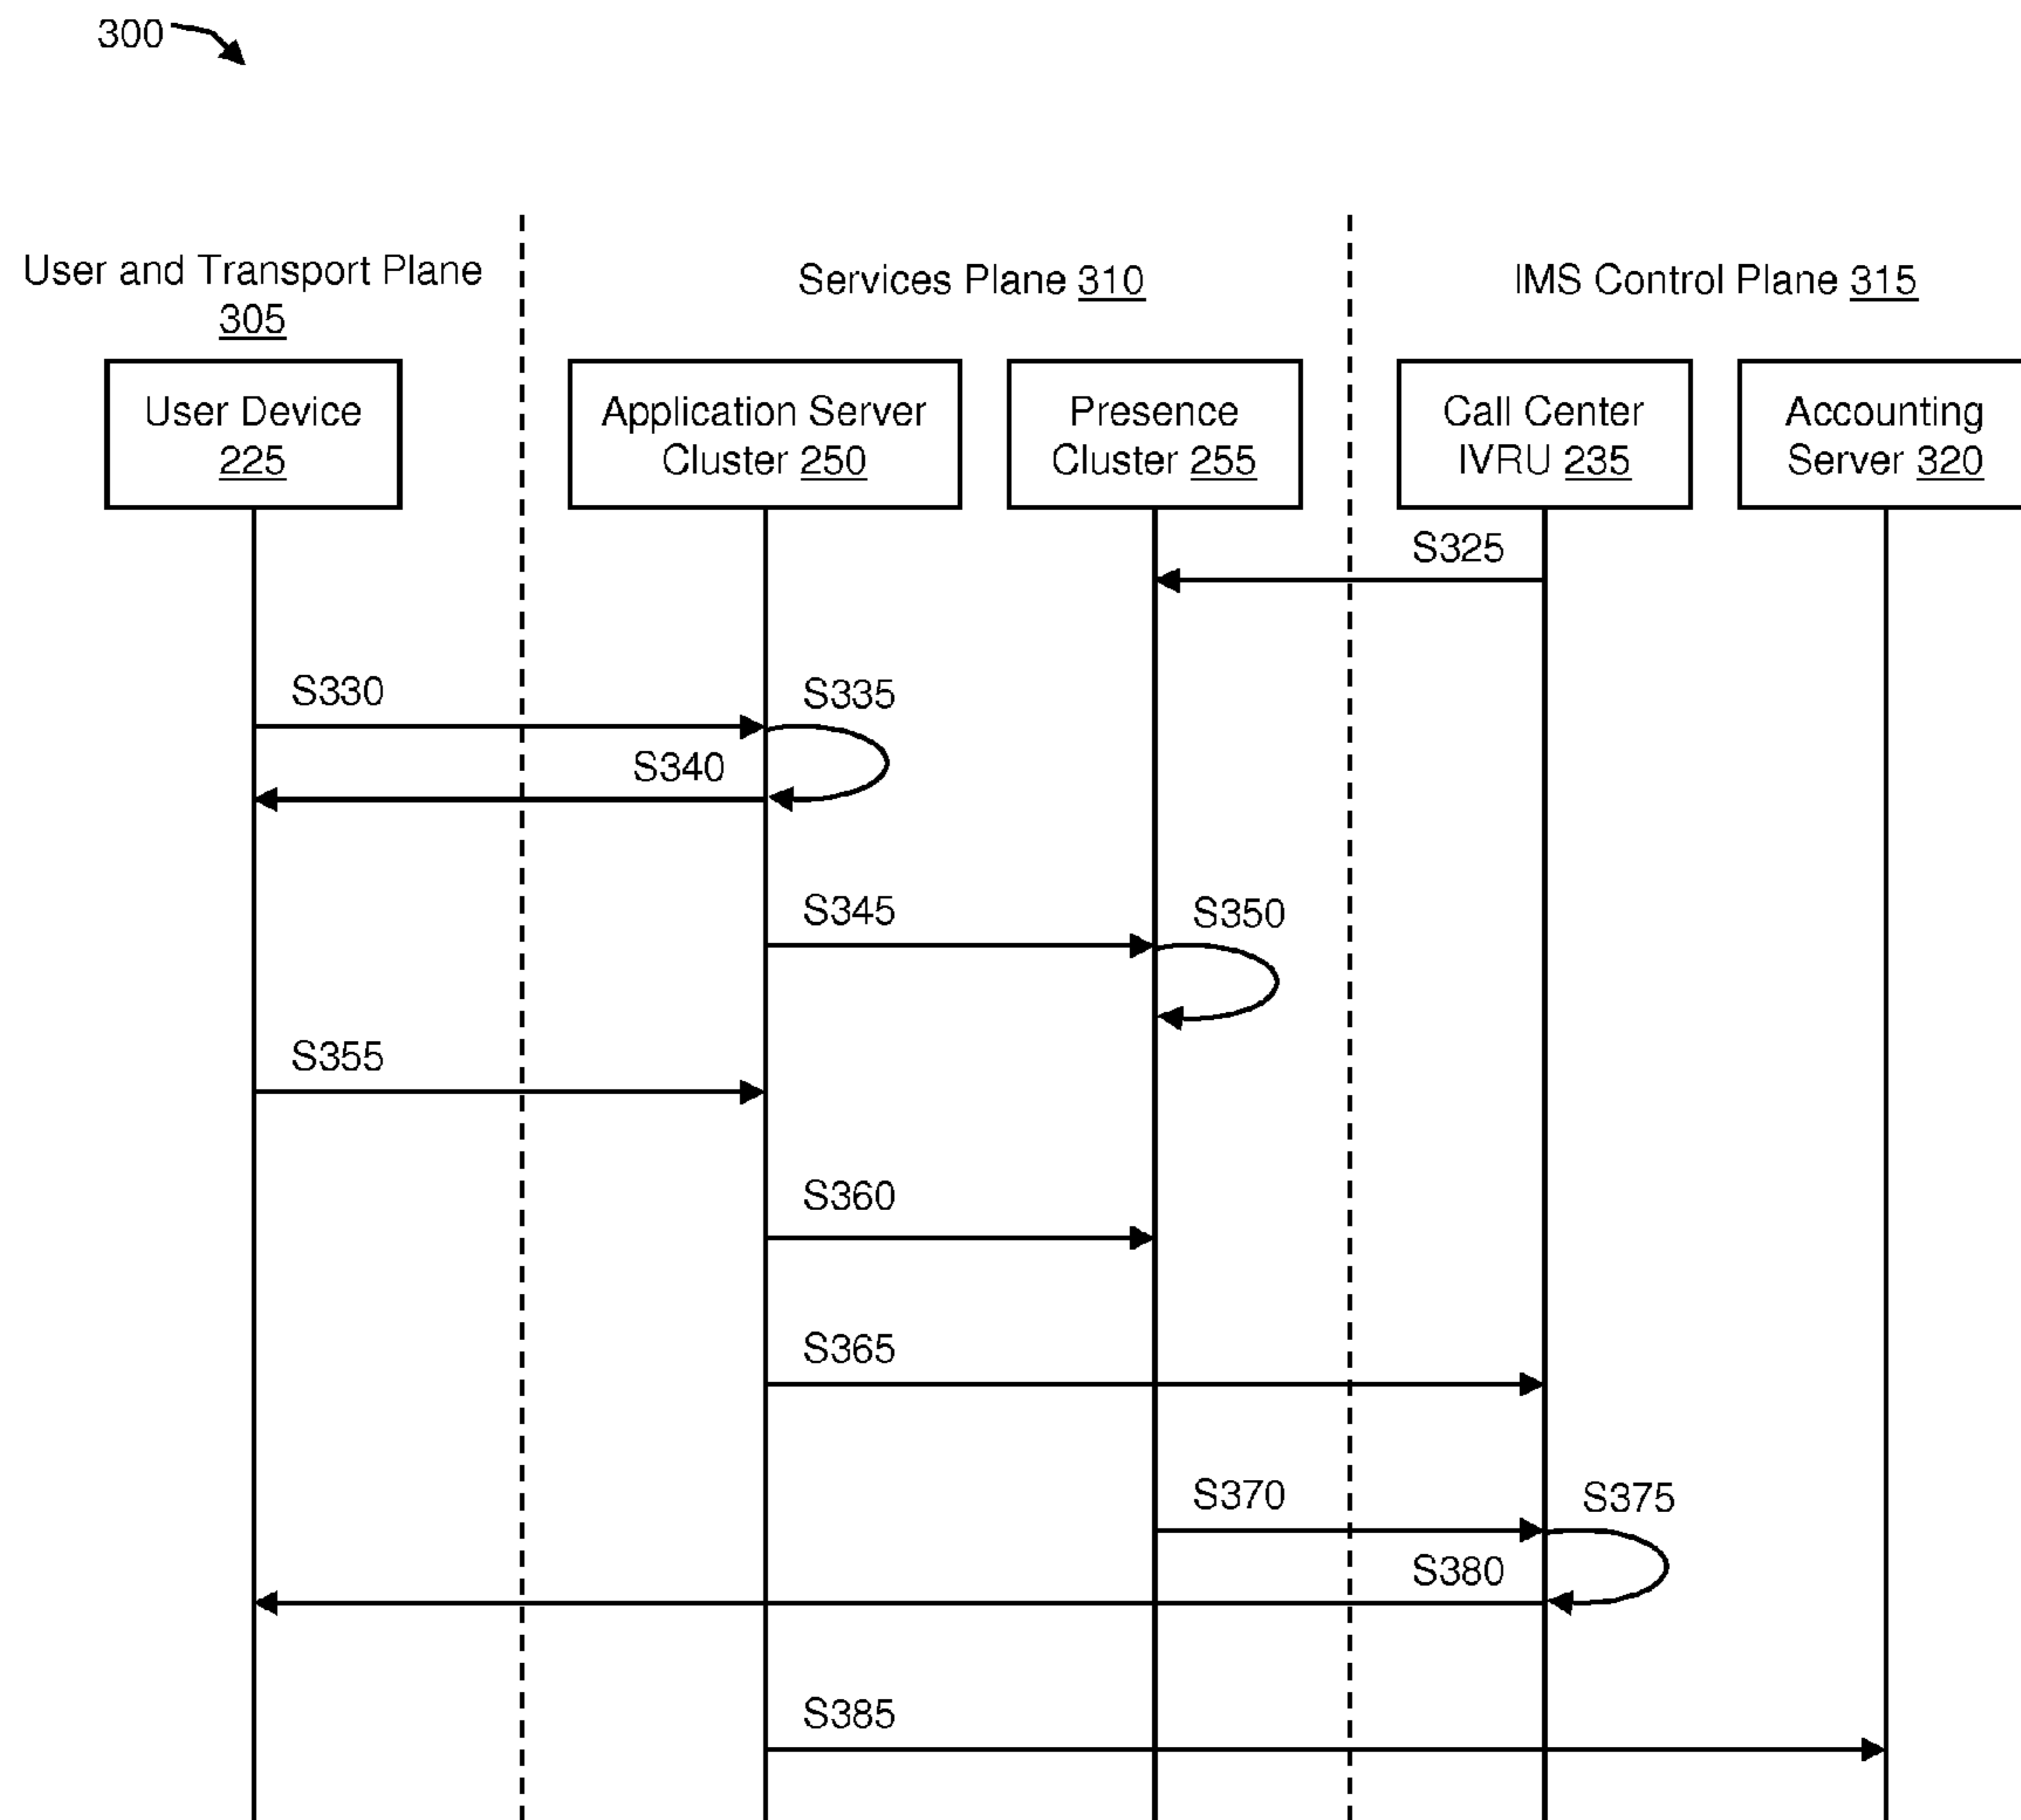 300
User and Transport Plane
305
Services Plane 310
IMS Control Plane 315
User Device
225
Application Server
Cluster 250
Presence
Cluster 255
Call Center
IVRU 235
Accounting
Server 320
S325
S330
S335
S340
S345
S350
S355
S360
S365
S370
S375
S380
S385